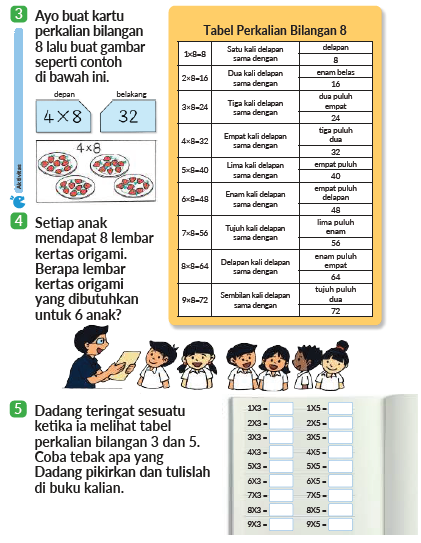 3 Ayo buat kartu
perkalian bilangan
8 lalu buat gambar
seperti contoh
di bawah ini.
depan belakang
4×8 32
4×8
Aktivitas
Tabel Perkalian Bilangan 8
1×8=8 Satu kali delapan sama dengan delapan 8
2×8=16 Dua kali delapan sama dengan enam belas 16
3×8=24 Tiga kali delapan sama dengan dua puluh empat 24
4×8=32 Empat kali delapan sama dengan tiga puluh dua 32
5×8=40 Lima kali delapan sama dengan empat puluh 40
6×8=48 Enam kali delapan sama dengan empat puluh delapan 48
7×8=56 Tujuh kali delapan sama dengan lima puluh enam 56
8×8=64 Delapan kali delapan sama dengan enam puluh empat 64
9×8=72 Sembilan kali delapan sama dengan tujuh puluh dua 72
4 Setiap anak
mendapat 8 lembar
kertas origami.
Berapa lembar
kertas origami
yang dibutuhkan
untuk 6 anak?
5 Dadang teringat sesuatu
ketika ia melihat tabel
perkalian bilangan 3 dan 5.
Coba tebak apa yang
Dadang pikirkan dan tulislah
di buku kalian.
1X3 = 1X5 =
2X3 = 2X5 =
3X3 = 3X5 =
4X3 = 4X5 =
5X3 = 5X5 =
6X3 = 6X5 =
7X3 = 7X5 =
8X3 = 8X5 =
9X3 = 9X5 =